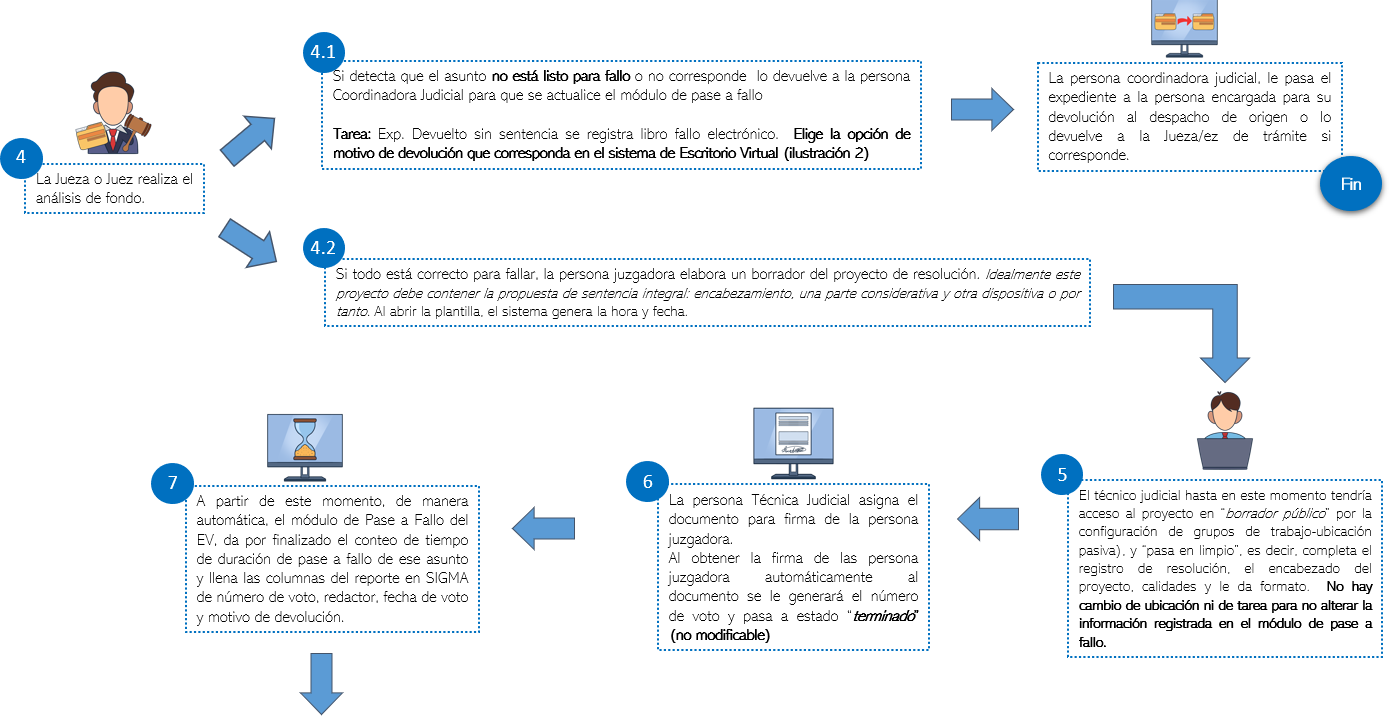 4
La Jueza o Juez realiza el
análisis de fondo.
4.1
Si detecta que el asunto no está listo para fallo o no corresponde lo devuelve a la persona
Coordinadora Judicial para que se actualice el módulo de pase a fallo
Tarea: Exp. Devuelto sin sentencia se registra libro fallo electrónico. Elige la opción de
motivo de devolución que corresponda en el sistema de Escritorio Virtual (ilustración 2)
La persona coordinadora judicial, le pasa el
expediente a la persona encargada para su
devolución al despacho de origen o lo
devuelve a la Jueza/ez de trámite si
corresponde.
Fin
4.2
Si todo está correcto para fallar, la persona juzgadora elabora un borrador del proyecto de resolución. Idealmente este
proyecto debe contener la propuesta de sentencia integral: encabezamiento, una parte considerativa y otra dispositiva o por
tanto. Al abrir la plantilla, el sistema genera la hora y fecha.
5
El técnico judicial hasta en este momento tendría
acceso al proyecto en “borrador público” por la
configuración de grupos de trabajo-ubicación
pasiva), y “pasa en limpio”, es decir, completa el
registro de resolución, el encabezado del
proyecto, calidades y le da formato. No hay
cambio de ubicación ni de tarea para no alterar la
información registrada en el módulo de pase a
fallo.
6
La persona Técnica Judicial asigna el
documento para firma de la persona
juzgadora.
Al obtener la firma de las persona
juzgadora automáticamente al
documento se le generará el número
de voto y pasa a estado “terminado”
(no modificable)
7
A partir de este momento, de manera
automática, el módulo de Pase a Fallo del
EV, da por finalizado el conteo de tiempo
de duración de pase a fallo de ese asunto
y llena las columnas del reporte en SIGMA
de número de voto, redactor, fecha de voto
y motivo de devolución.